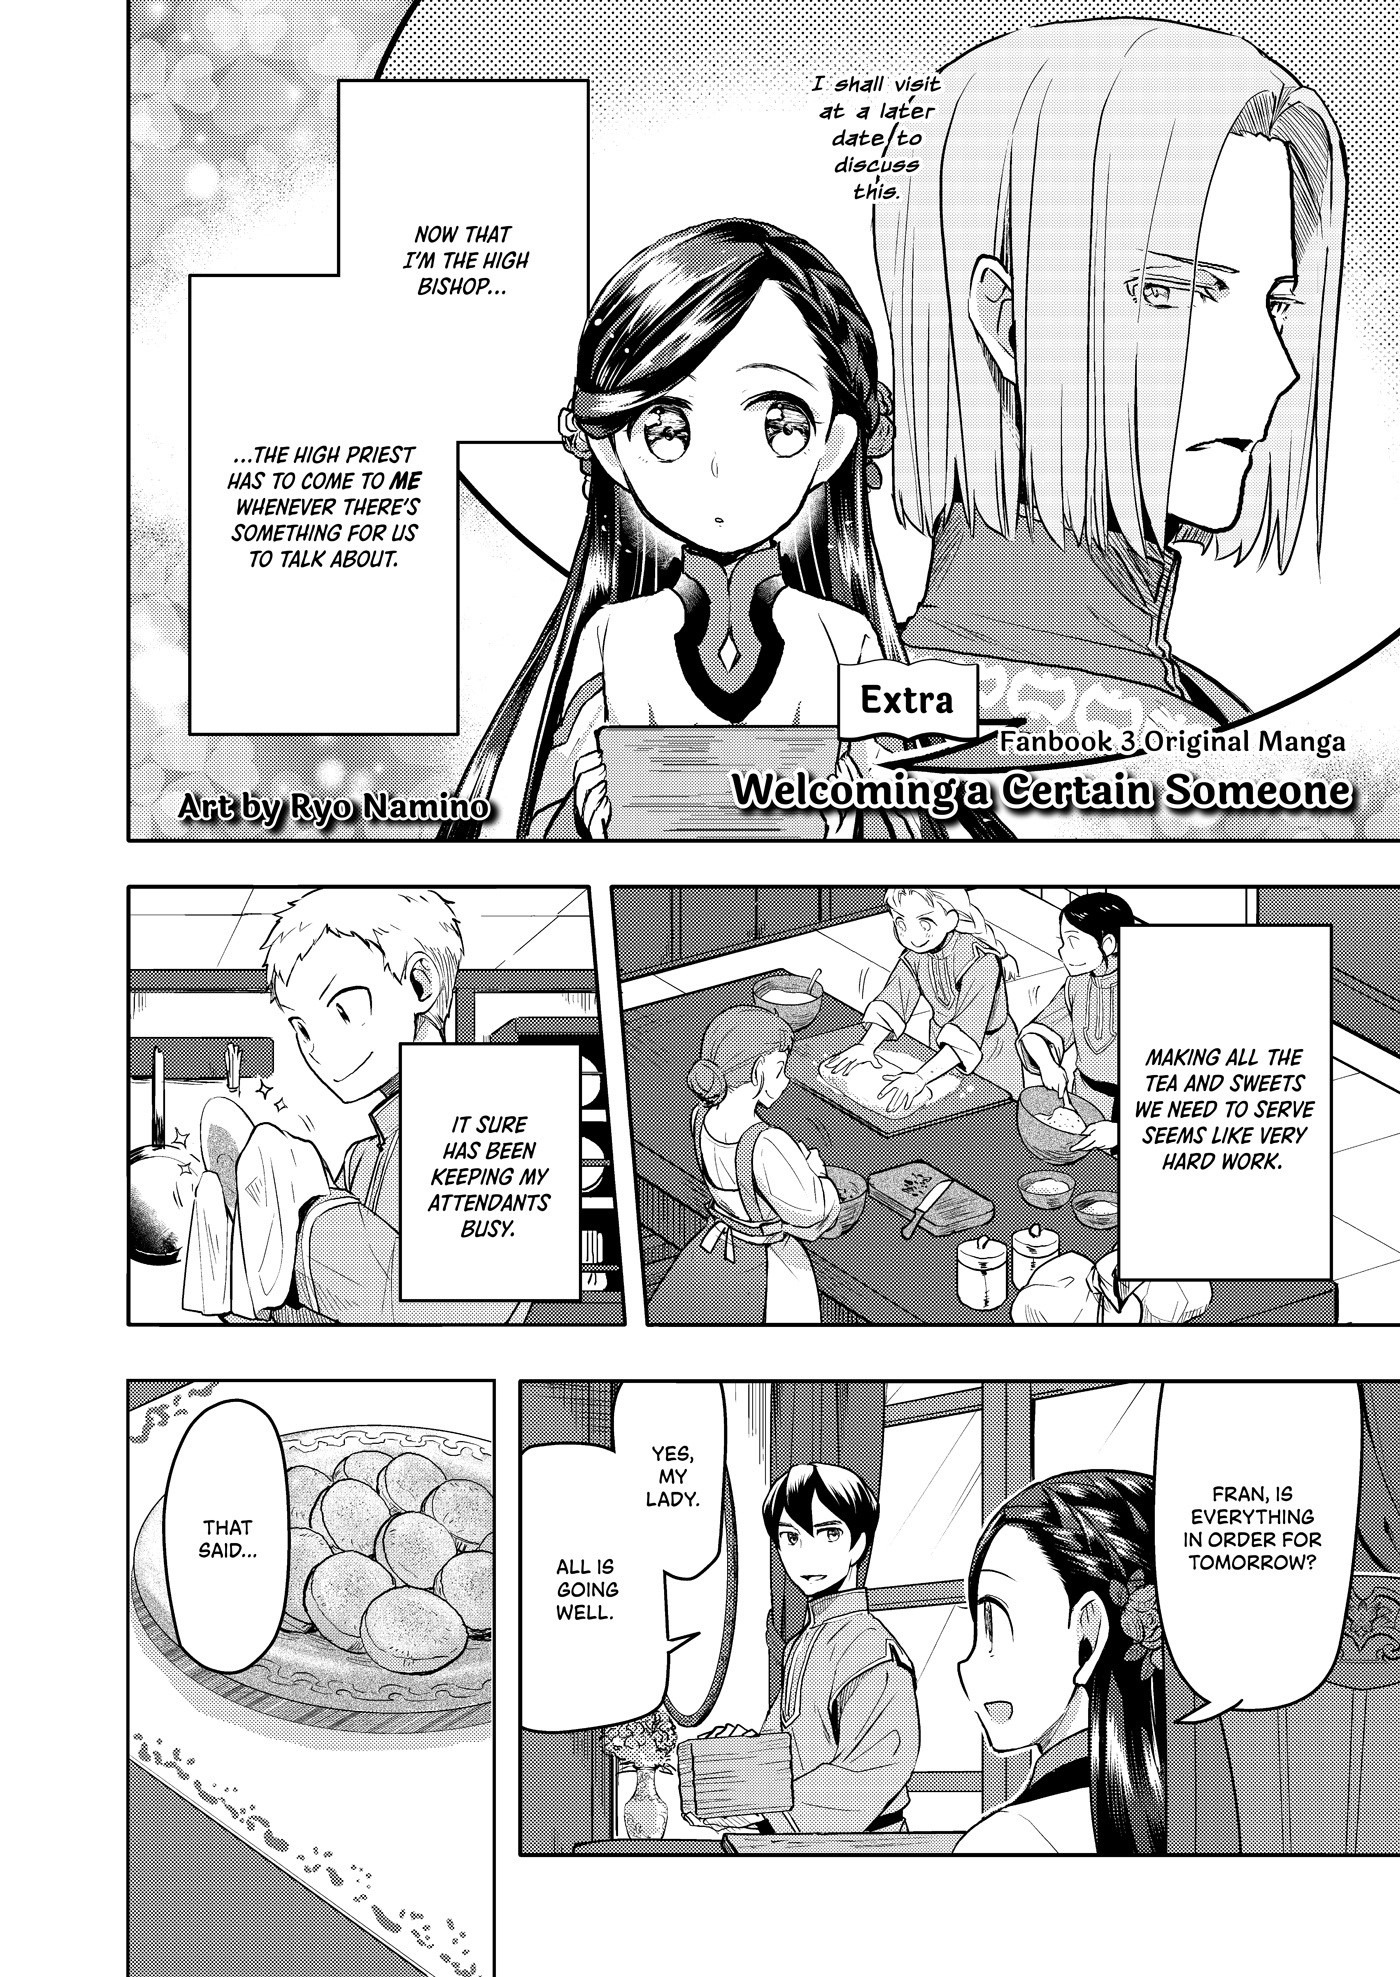 I shall visit
at a later
date to
discuss
this.
NOW THAT
I'M THE HIGH
BISHOP...
...THE HIGH PRIEST
HAS TO COME TO ME
WHENEVER THERE'S
SOMETHING FOR US
TO TALK ABOUT.
Extra
Fanbook 3 Original Manga
Welcoming a Certain Someone
Art by Ryo Namino
MAKING ALL THE
TEA AND SWEETS
WE NEED TO SERVE
SEEMS LIKE VERY
HARD WORK.
IT SURE
HAS BEEN
KEEPING MY
ATTENDANTS
BUSY.
FRAN, IS
EVERYTHING
IN ORDER FOR
TOMORROW?
YES,
MY
LADY.
ALL IS
GOING
WELL.
THAT
SAID...